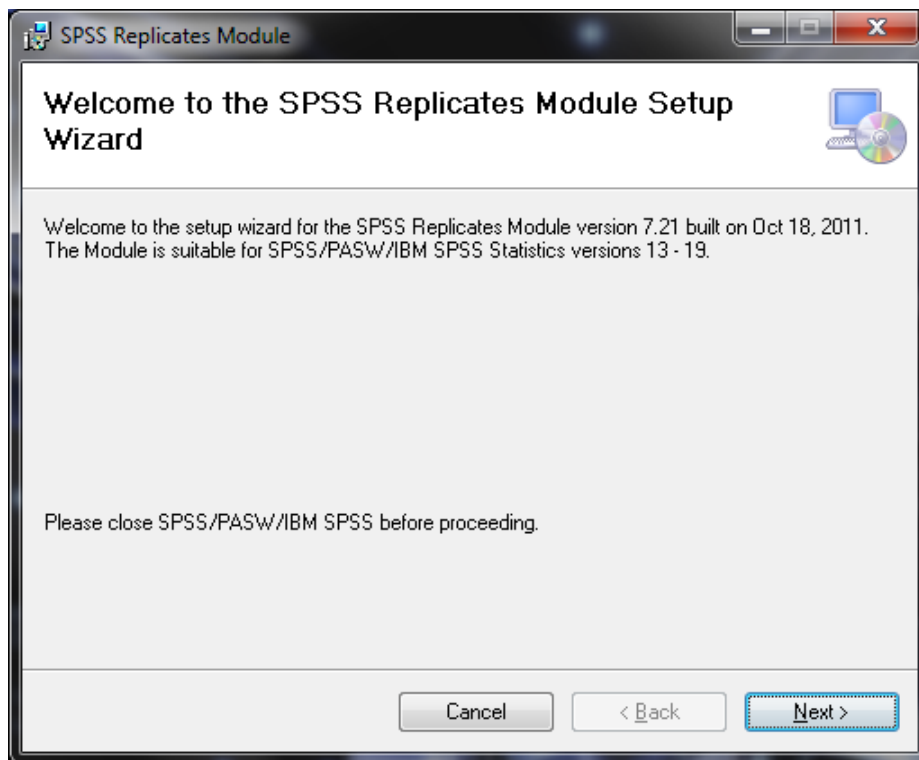 SPSS Replicates Module
Welcome to the SPSS Replicates Module Setup
Wizard
Welcome to the setup wizard for the SPSS Replicates Module version 7.21 built on Oct 18, 2011.
The Module is suitable for SPSS/PASW/IBM SPSS Statistics versions 13 - 19.
Please close SPSS/PASW/IBM SPSS before proceeding.
Cancel
< Back
Next >